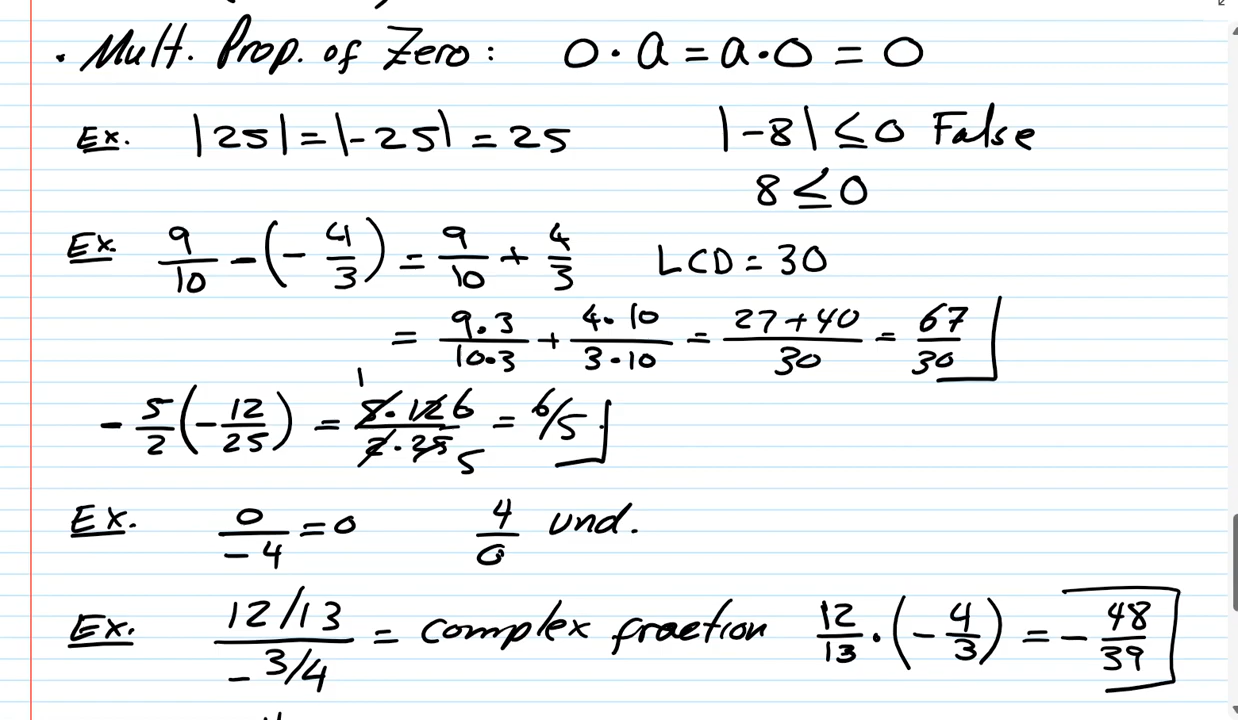 · Mult. Prop. of Zero: 0 · a = a · 0 = 0
Ex. |25| = |-25| = 25 |-8| ≤ 0 False
8 ≤ 0
Ex. 9/10 - (- 4/3) = 9/10 + 4/3 LCD = 30
= 9·3/10·3 + 4·10/3·10 = 27+40/30 = 67/30
- 5/2 (- 12/25) = 1 5·12 6/2·25 5 = 6/5
Ex. 0/-4 = 0 4/0 und.
Ex. 12/13/-3/4 = complex fraction 12/13 · (- 4/3) = - 48/39